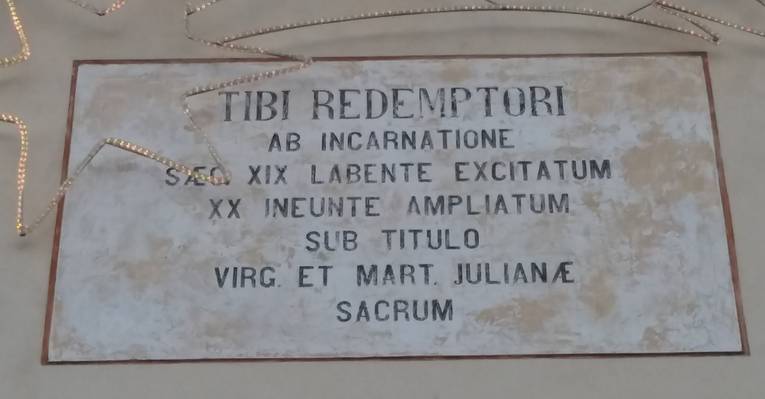 TIBI REDEMPTORI
AB INCARNATIONE
SÆC. XIX LABENTE EXCITATUM
XX INEUNTE AMPLIATUM
SUB TITULO
VIRG. ET MART. JULIANÆ
SACRUM